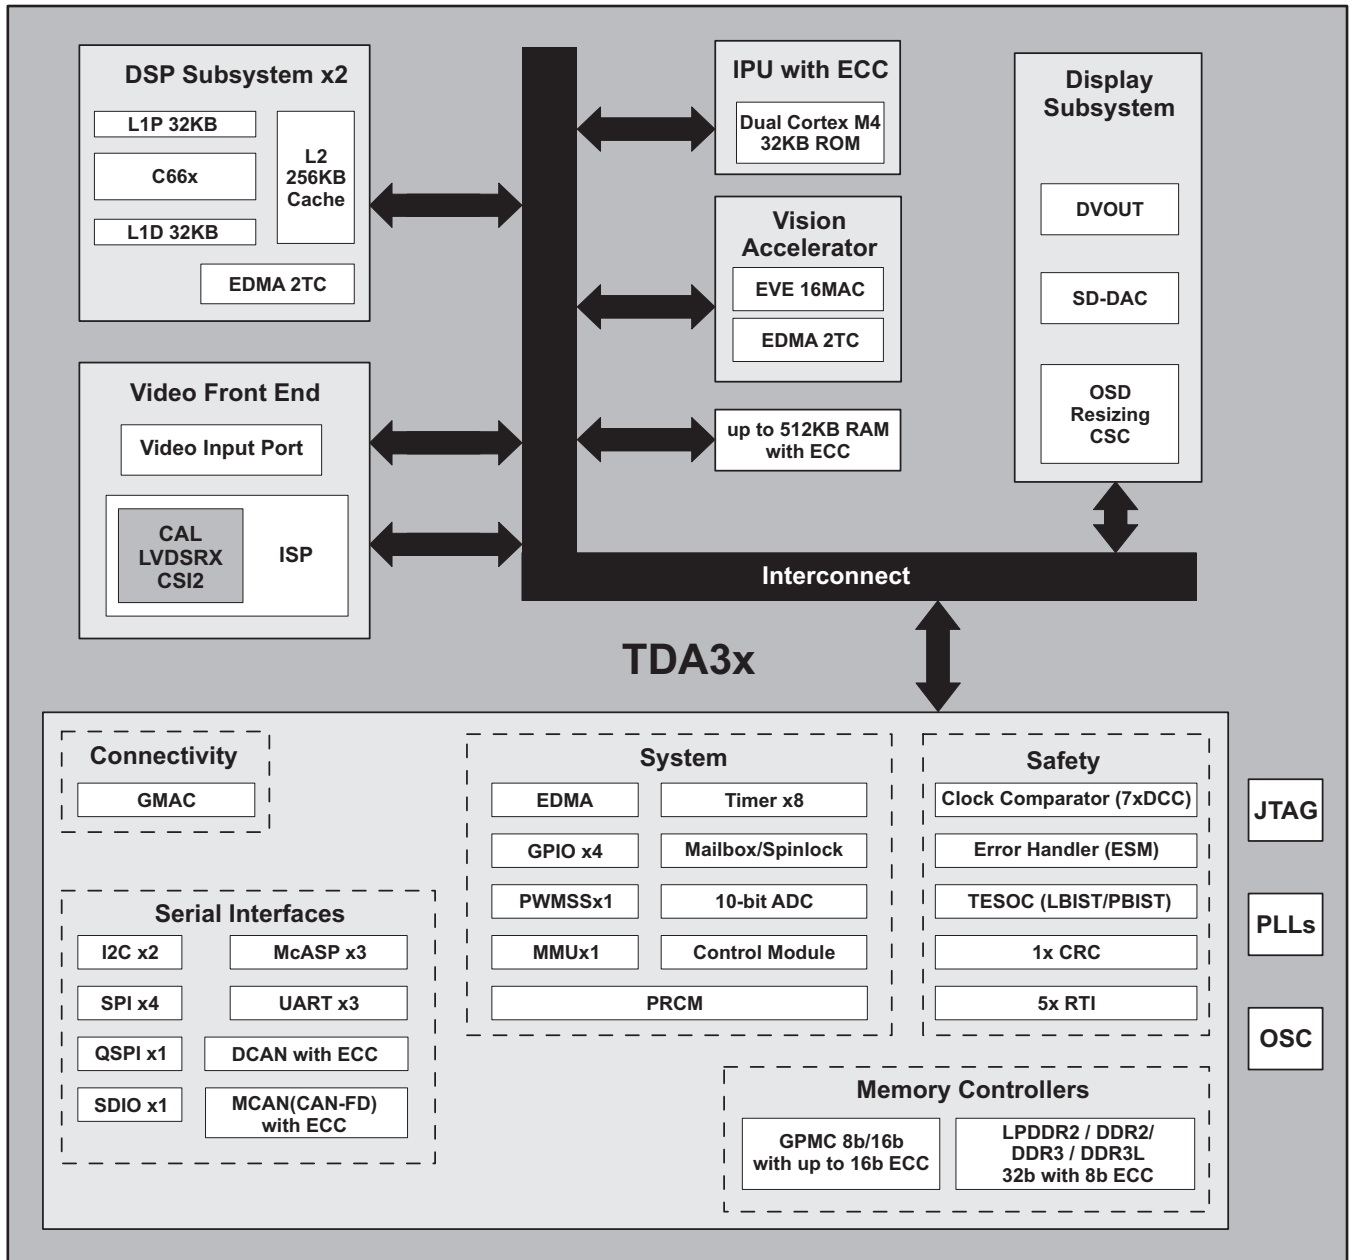 DSP Subsystem x2
L1P 32KB
C66x
L1D 32KB
L2
256KB
Cache
EDMA 2TC
IPU with ECC
Dual Cortex M4
32KB ROM
Vision
Accelerator
EVE 16MAC
EDMA 2TC
up to 512KB RAM
with ECC
Display
Subsystem
DVOUT
SD-DAC
OSD
Resizing
CSC
Video Front End
Video Input Port
CAL
LVDSRX
CSI2
ISP
Interconnect
TDA3x
Connectivity
GMAC
Serial Interfaces
I2C x2
McASP x3
SPI x4
UART x3
QSPI x1
DCAN with ECC
SDIO x1
MCAN(CAN-FD)
with ECC
System
EDMA
Timer x8
GPIO x4
Mailbox/Spinlock
PWMSSx1
10-bit ADC
MMUx1
Control Module
PRCM
Safety
Clock Comparator (7xDCC)
Error Handler (ESM)
TESOC (LBIST/PBIST)
1x CRC
5x RTI
Memory Controllers
GPMC 8b/16b
with up to 16b ECC
LPDDR2 / DDR2/
DDR3 / DDR3L
32b with 8b ECC
JTAG
PLLs
OSC